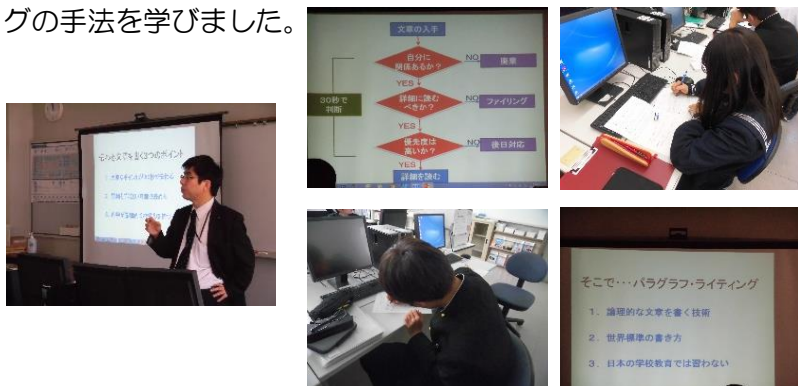 グの手法を学びました。
文章の入手
自分に
関係あるか?
NO
廃棄
YES
30秒で
判断
詳細に読む
べきか?
NO
ファイリング
YES
優先度は
高いか?
NO
後日対応
YES
詳細を読む
そこで・・・パラグラフ・ライティング
1. 論理的な文章を書く技術
2. 世界標準の書き方
3. 日本の学校教育では習わない